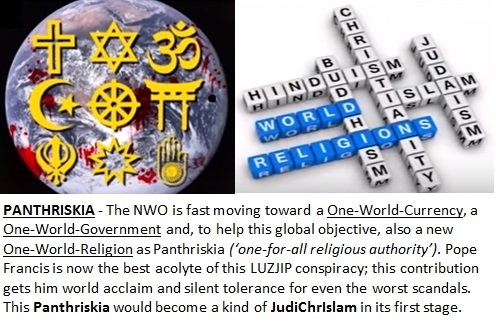 CHRISTIANITY
JUDAISM
BUDDHISM
HINDUISM
ISLAM
WORLD
RELIGIONS
PANTHRISKIA - The NWO is fast moving toward a One-World-Currency, a
One-World-Government and, to help this global objective, also a new
One-World-Religion as Panthriskia (‘one-for-all religious authority’). Pope
Francis is now the best acolyte of this LUZJIP conspiracy; this contribution
gets him world acclaim and silent tolerance for even the worst scandals.
This Panthriskia would become a kind of JudiChrIslam in its first stage.